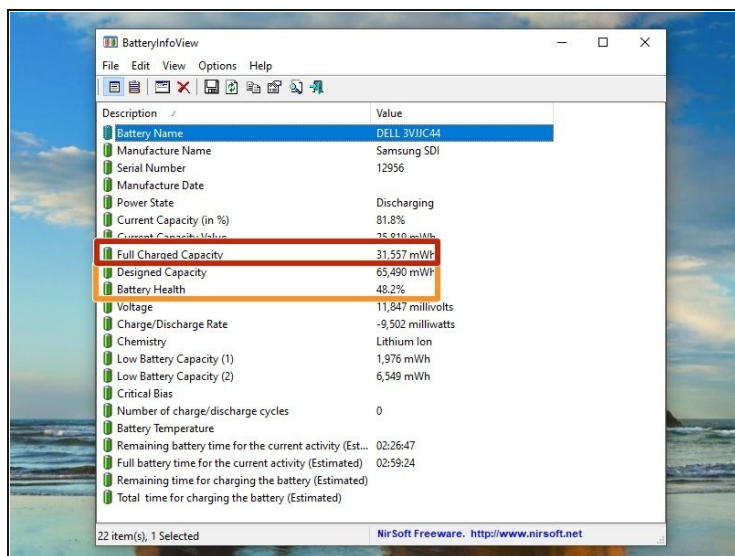 BatteryInfoView
File Edit View Options Help
Description / Value
Battery Name DELL 3VJJC44
Manufacture Name Samsung SDI
Serial Number 12956
Manufacture Date
Power State Discharging
Current Capacity (in %) 81.8%
Current Capacity Value 25,819 mWh
Full Charged Capacity 31,557 mWh
Designed Capacity 65,490 mWh
Battery Health 48.2%
Voltage 11,847 millivolts
Charge/Discharge Rate -9,502 milliwatts
Chemistry Lithium Ion
Low Battery Capacity (1) 1,976 mWh
Low Battery Capacity (2) 6,549 mWh
Critical Bias
Number of charge/discharge cycles 0
Battery Temperature
Remaining battery time for the current activity (Est... 02:26:47
Full battery time for the current activity (Estimated) 02:59:24
Remaining time for charging the battery (Estimated)
Total time for charging the battery (Estimated)
22 item(s), 1 Selected NirSoft Freeware. http://www.nirsoft.net